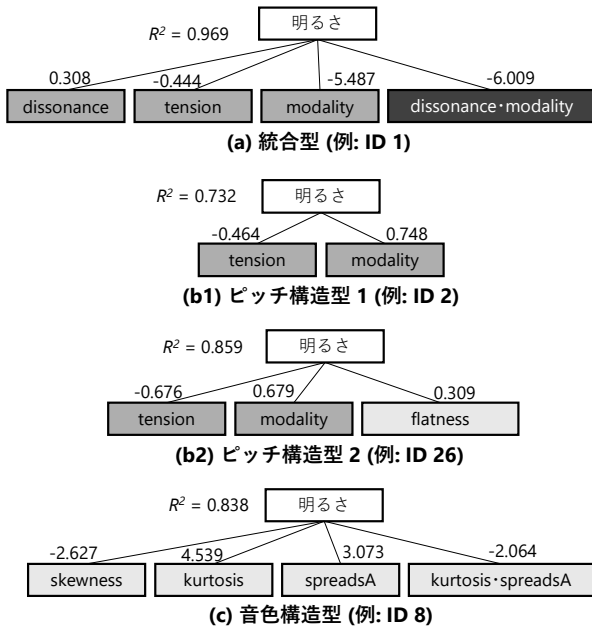 明るさ
R² = 0.969
0.308 -0.444 -5.487 -6.009
dissonance tension modality dissonance･modality
(a) 統合型 (例: ID 1)
明るさ
R² = 0.732
-0.464 0.748
tension modality
(b1) ピッチ構造型 1 (例: ID 2)
R² = 0.859 明るさ
-0.676 0.679 0.309
tension modality flatness
(b2) ピッチ構造型 2 (例: ID 26)
R² = 0.838 明るさ
-2.627 4.539 3.073 -2.064
skewness kurtosis spreadsA kurtosis･spreadsA
(c) 音色構造型 (例: ID 8)